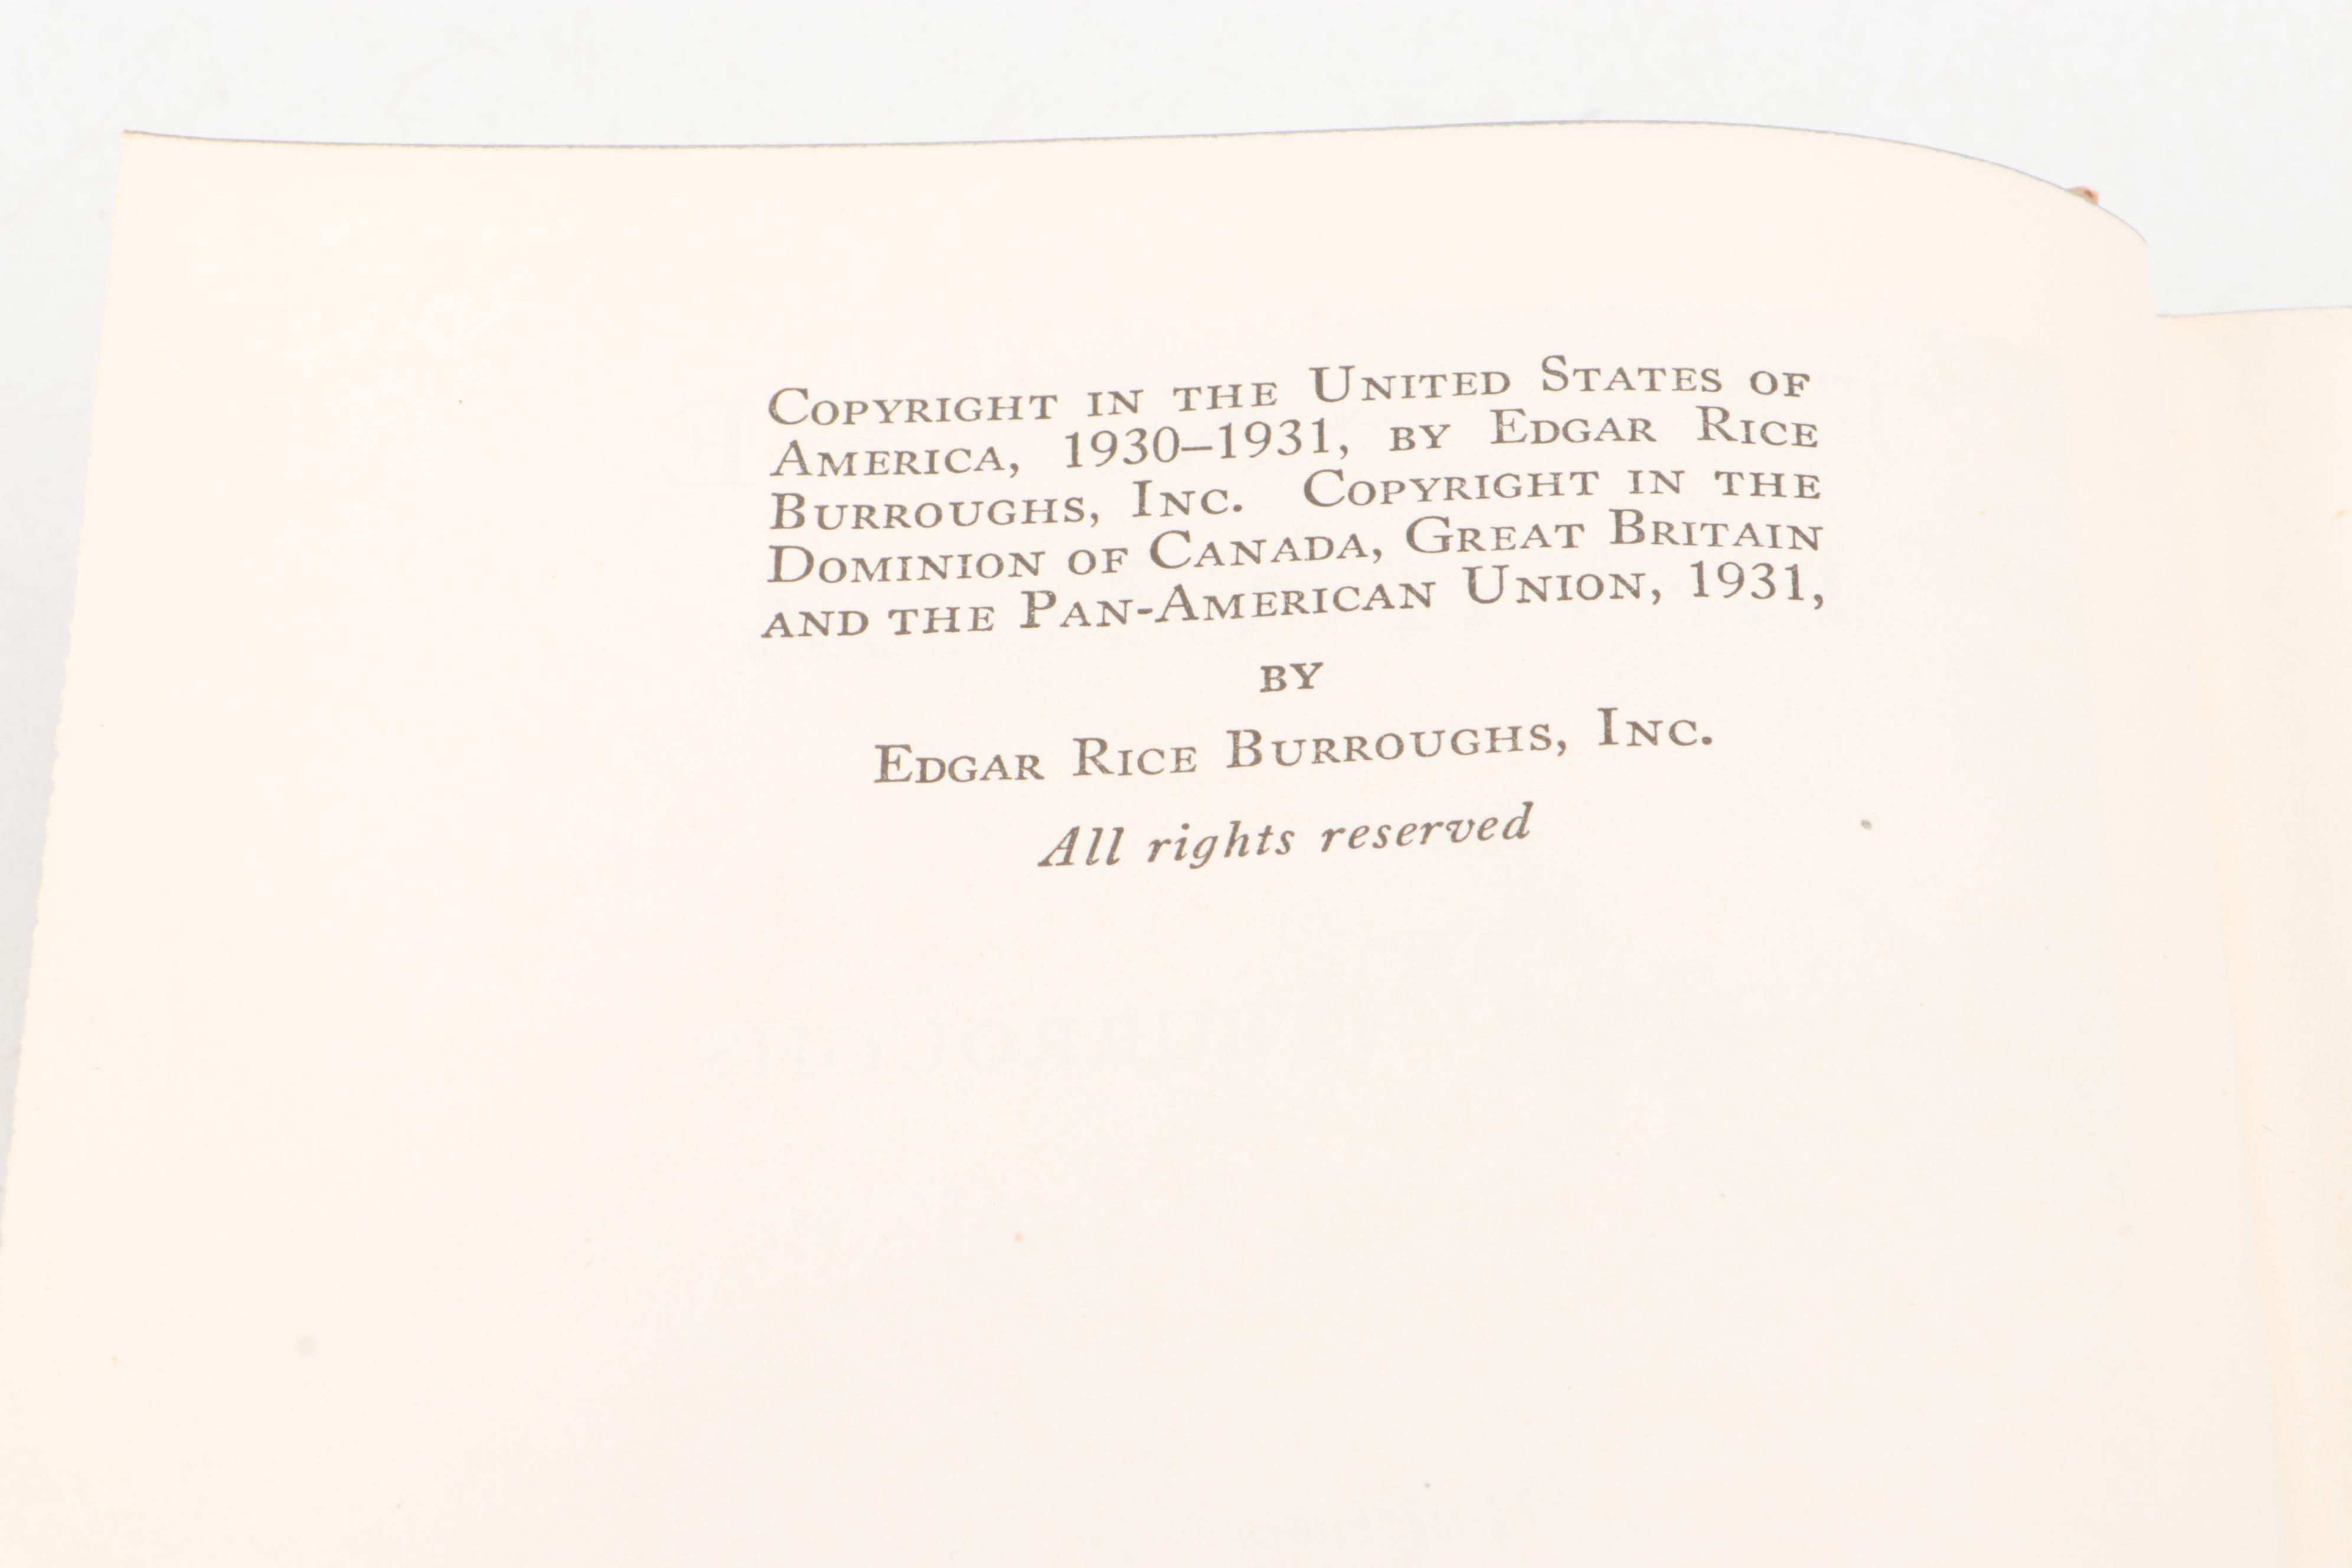 Copyright in the United States of
America, 1930–1931, by Edgar Rice
Burroughs, Inc. Copyright in the
Dominion of Canada, Great Britain
and the Pan-American Union, 1931,
by
Edgar Rice Burroughs, Inc.
All rights reserved